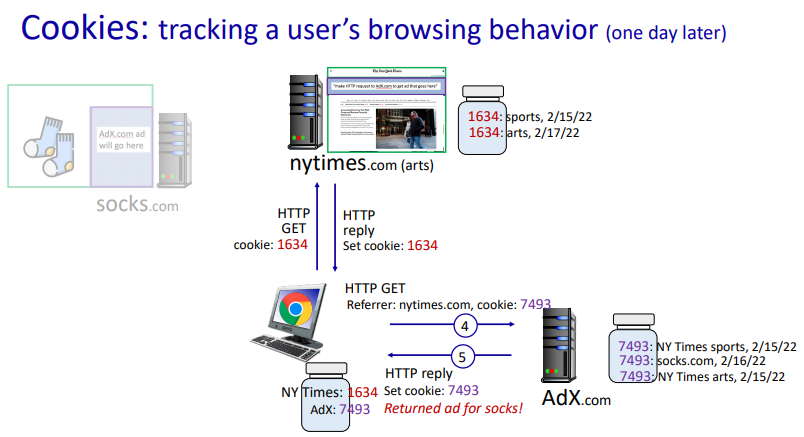 Cookies: tracking a user's browsing behavior (one day later)
The New York Times
"make HTTP request to AdX.com to get ad that goes here"
AdX.com ad
will go here
socks.com
nytimes.com (arts)
1634: sports, 2/15/22
1634: arts, 2/17/22
HTTP
GET
cookie: 1634
HTTP
reply
Set cookie: 1634
HTTP GET
Referrer: nytimes.com, cookie: 7493
4
5
HTTP reply
Set cookie: 7493
Returned ad for socks!
NY Times: 1634
AdX: 7493
AdX.com
7493: NY Times sports, 2/15/22
7493: socks.com, 2/16/22
7493: NY Times arts, 2/15/22